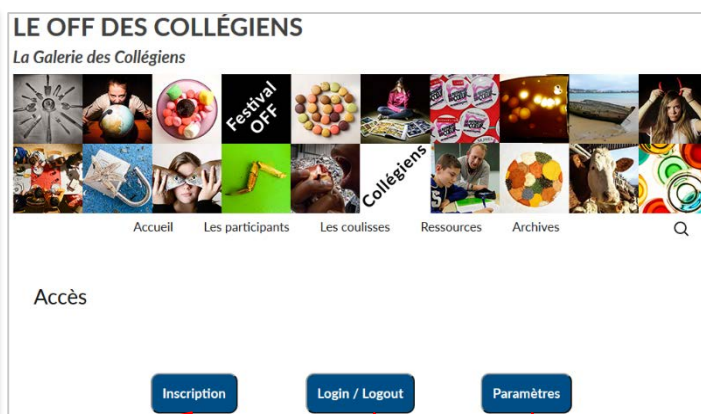 LE OFF DES COLLÉGIENS
La Galerie des Collégiens
Festival
OFF
Collégiens
Accueil Les participants Les coulisses Ressources Archives
Accès
Inscription Login / Logout Paramètres